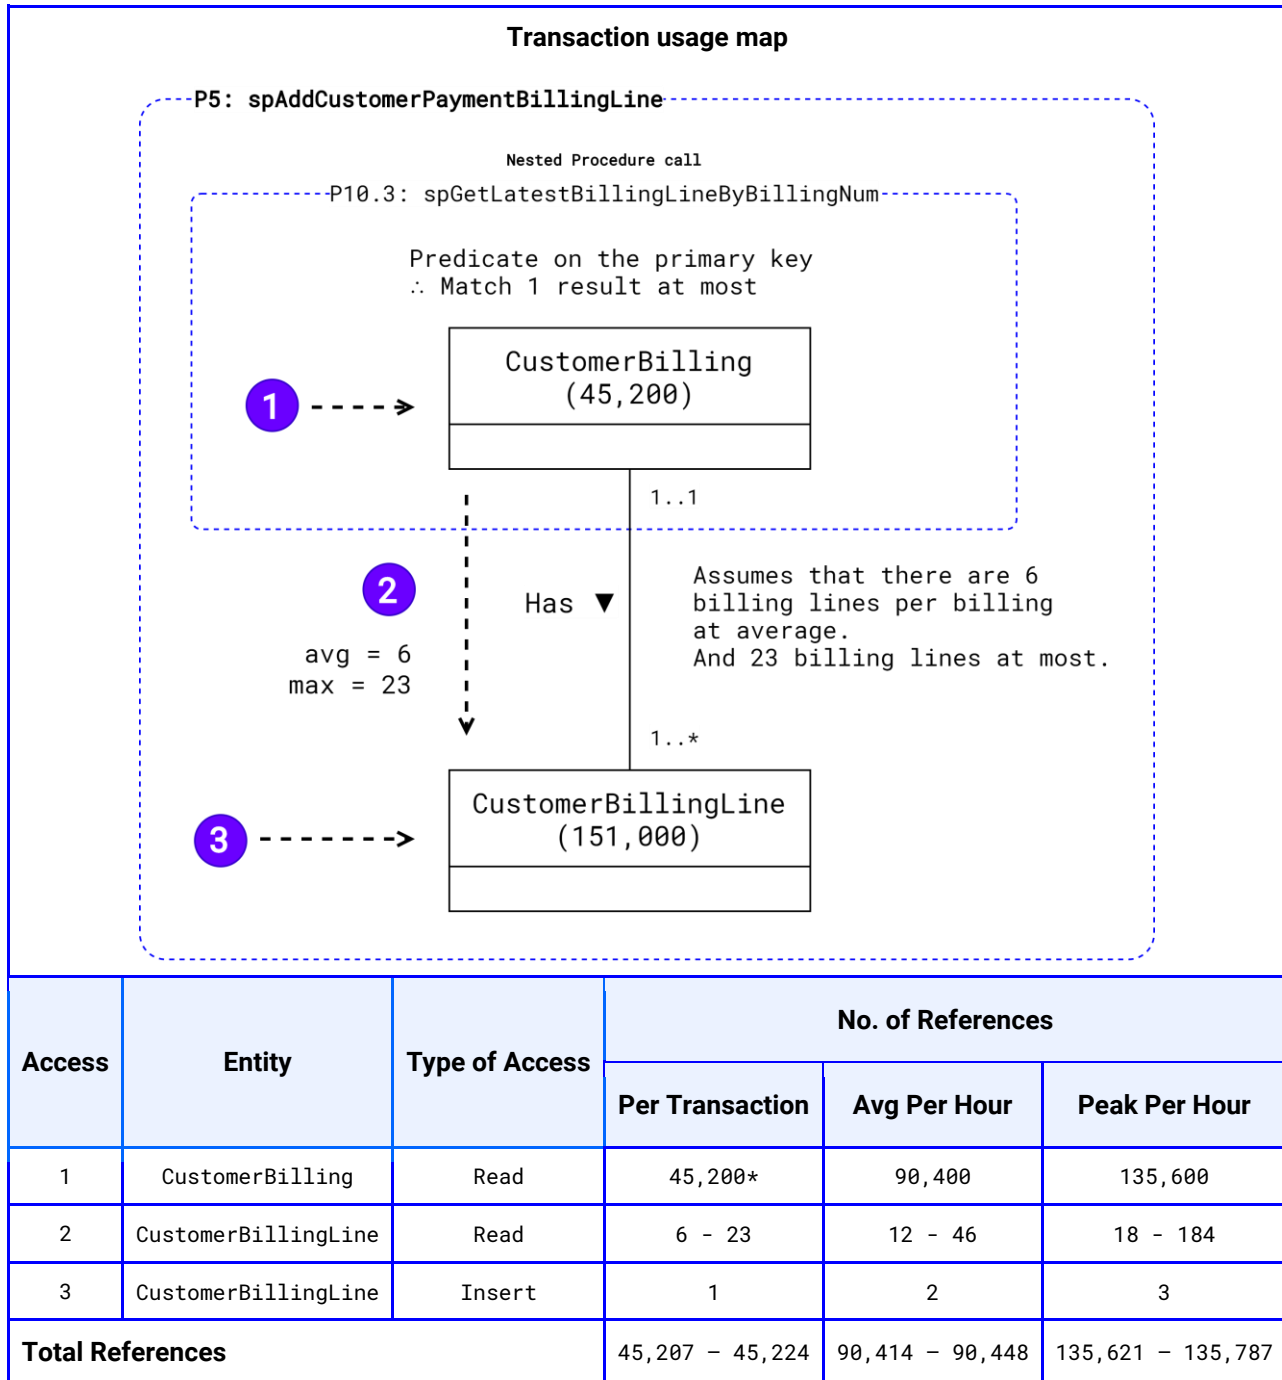 Transaction usage map
P5: spAddCustomerPaymentBillingLine
Nested Procedure call
P10.3: spGetLatestBillingLineByBillingNum
Predicate on the primary key
∴ Match 1 result at most
CustomerBilling
(45,200)
1
1..1
2
Has ▼
avg = 6
max = 23
Assumes that there are 6
billing lines per billing
at average.
And 23 billing lines at most.
1..*
CustomerBillingLine
(151,000)
3
Access Entity Type of Access No. of References
Per Transaction Avg Per Hour Peak Per Hour
1 CustomerBilling Read 45,200* 90,400 135,600
2 CustomerBillingLine Read 6 - 23 12 - 46 18 - 184
3 CustomerBillingLine Insert 1 2 3
Total References 45,207 – 45,224 90,414 – 90,448 135,621 – 135,787